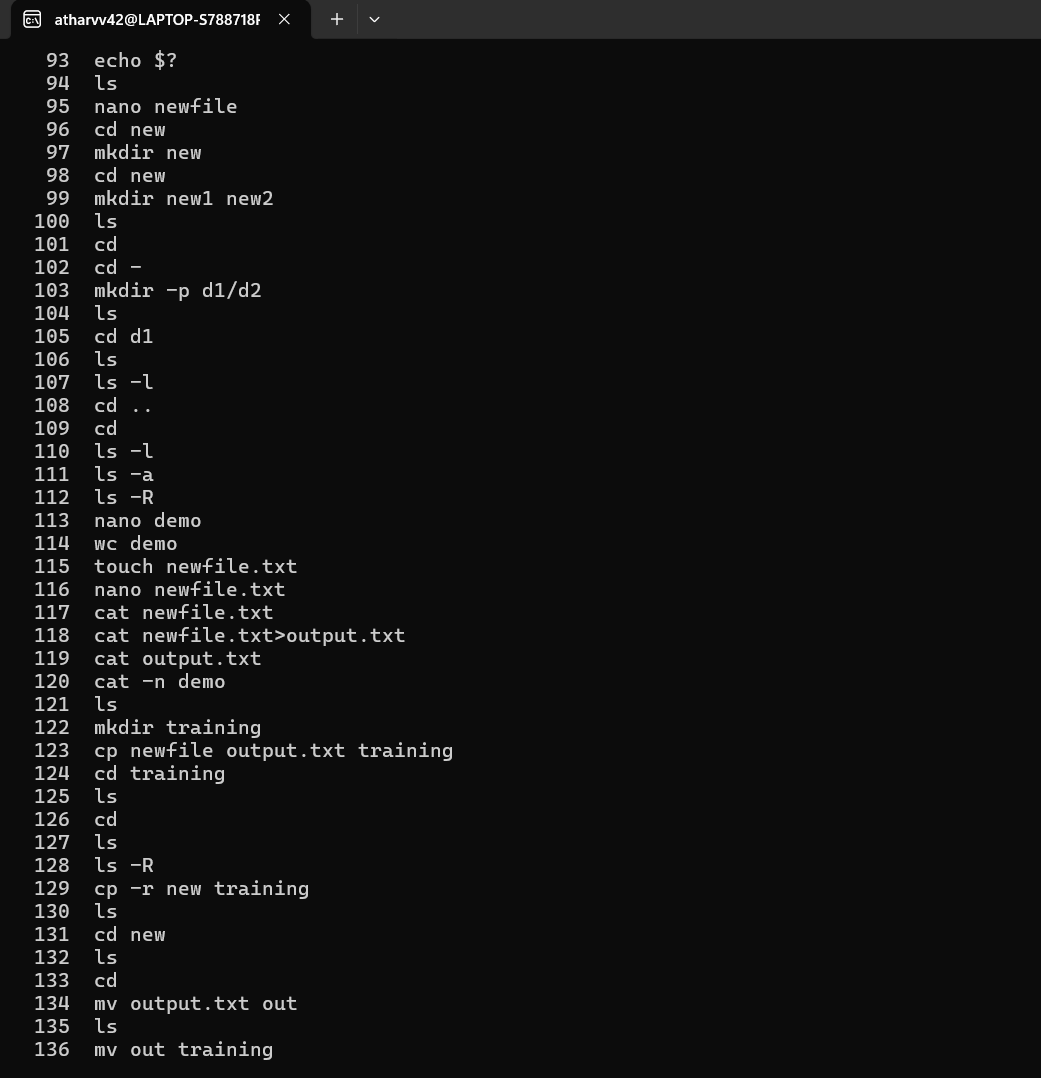 atharvv42@LAPTOP-S788718F
93 echo $?
94 ls
95 nano newfile
96 cd new
97 mkdir new
98 cd new
99 mkdir new1 new2
100 ls
101 cd
102 cd -
103 mkdir -p d1/d2
104 ls
105 cd d1
106 ls
107 ls -l
108 cd ..
109 cd
110 ls -l
111 ls -a
112 ls -R
113 nano demo
114 wc demo
115 touch newfile.txt
116 nano newfile.txt
117 cat newfile.txt
118 cat newfile.txt>output.txt
119 cat output.txt
120 cat -n demo
121 ls
122 mkdir training
123 cp newfile output.txt training
124 cd training
125 ls
126 cd
127 ls
128 ls -R
129 cp -r new training
130 ls
131 cd new
132 ls
133 cd
134 mv output.txt out
135 ls
136 mv out training